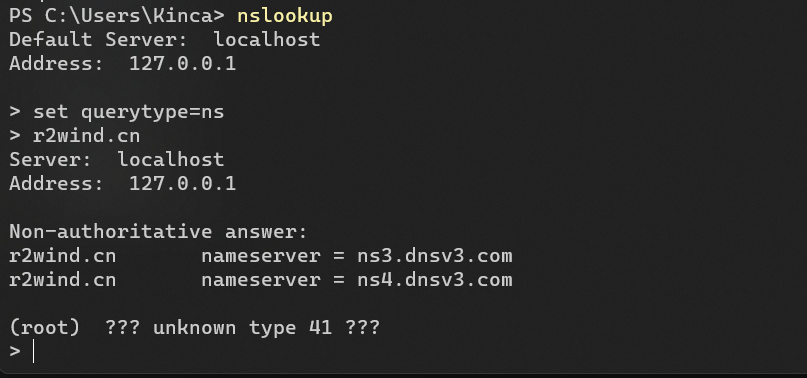 PS C:\Users\Kinca> nslookup
Default Server:  localhost
Address:  127.0.0.1
> set querytype=ns
> r2wind.cn
Server:  localhost
Address:  127.0.0.1
Non-authoritative answer:
r2wind.cn       nameserver = ns3.dnsv3.com
r2wind.cn       nameserver = ns4.dnsv3.com
(root)  ??? unknown type 41 ???
>